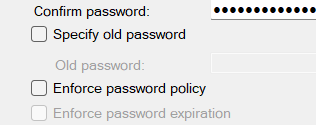 Confirm password: ●●●●●●●●●●●●●
Specify old password
Old password:
Enforce password policy
Enforce password expiration